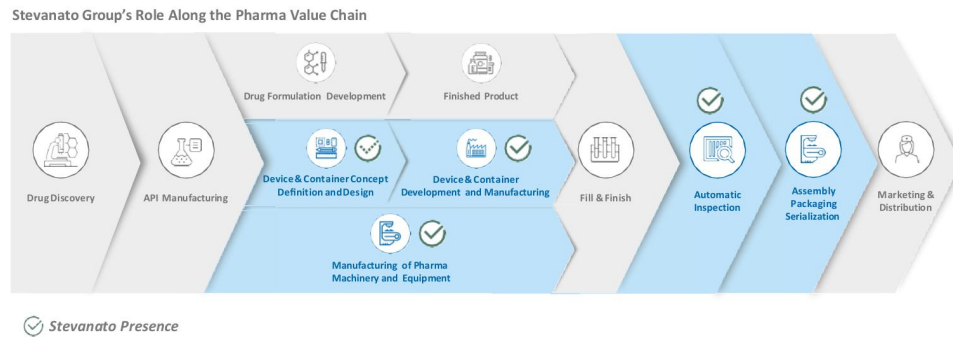 Stevanato Group's Role Along the Pharma Value Chain
Drug Formulation Development
Finished Product
Drug Discovery
API Manufacturing
Device & Container Concept
Definition and Design
Device & Container
Development and Manufacturing
Fill & Finish
Automatic
Inspection
Assembly
Packaging
Serialization
Marketing &
Distribution
Manufacturing of Pharma
Machinery and Equipment
Stevanato Presence